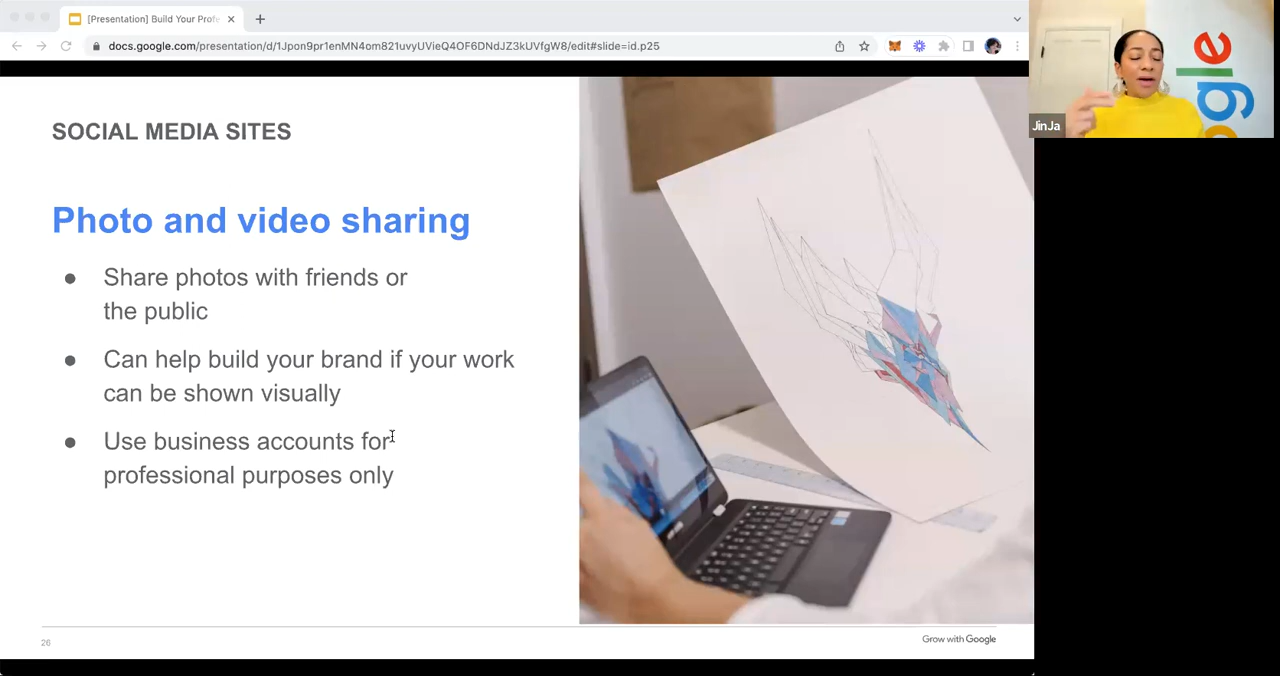 [Presentation] Build Your Prof
docs.google.com/presentation/d/1Jpon9pr1enMN4om821uvyUVieQ4OF6DNdJZ3kUVfgW8/edit#slide=id.p25
SOCIAL MEDIA SITES
Photo and video sharing
● Share photos with friends or
the public
● Can help build your brand if your work
can be shown visually
● Use business accounts for
professional purposes only
26
Grow with Google
JinJa
ogle